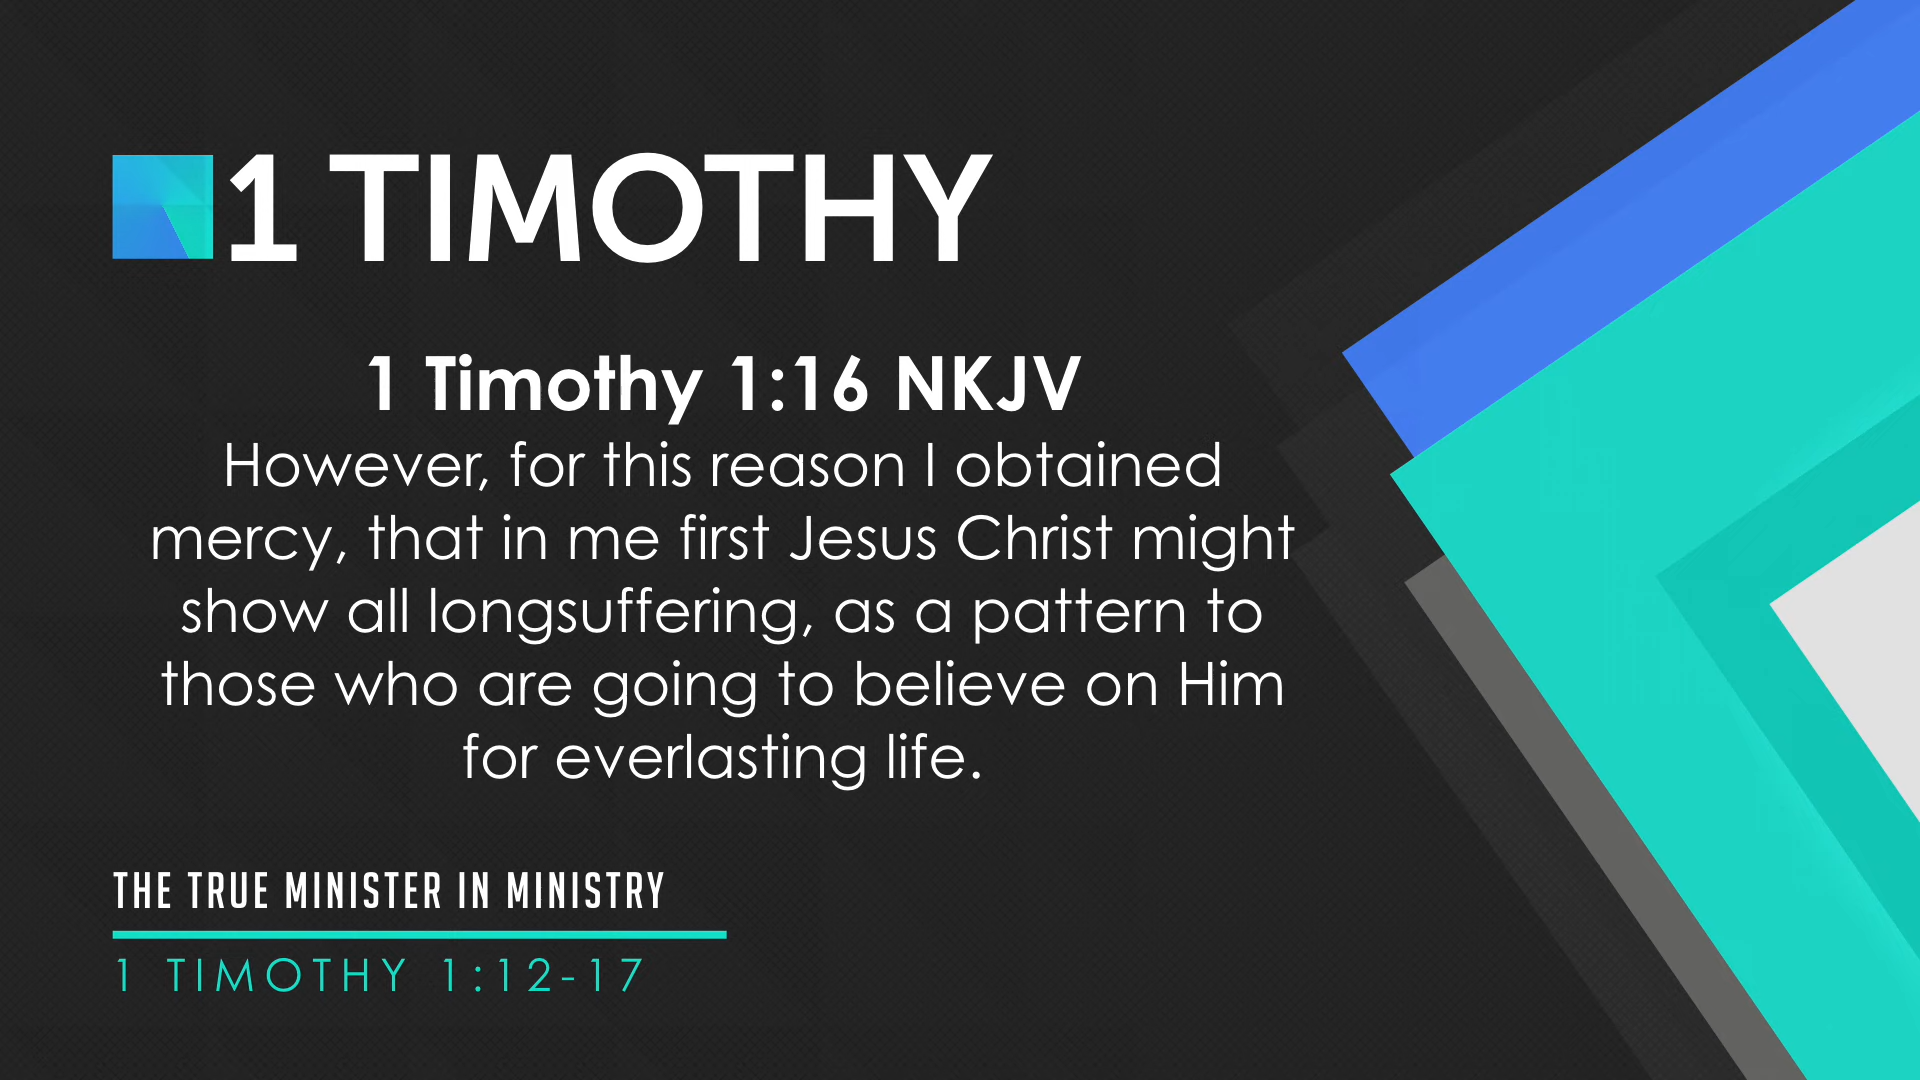 1 TIMOTHY
1 Timothy 1:16 NKJV
However, for this reason I obtained
mercy, that in me first Jesus Christ might
show all longsuffering, as a pattern to
those who are going to believe on Him
for everlasting life.
THE TRUE MINISTER IN MINISTRY
1 TIMOTHY 1:12-17